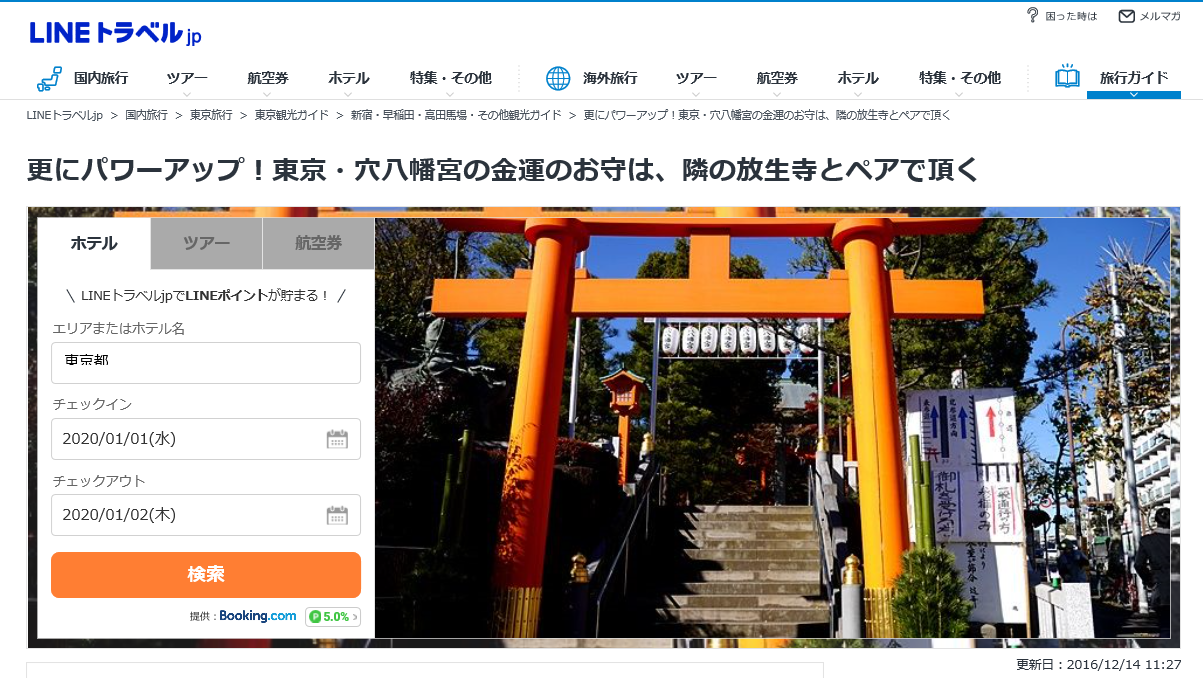 LINEトラベルjp
困った時は メルマガ
国内旅行 ツアー 航空券 ホテル 特集・その他 海外旅行 ツアー 航空券 ホテル 特集・その他 旅行ガイド
LINEトラベルjp > 国内旅行 > 東京旅行 > 東京観光ガイド > 新宿・早稲田・高田馬場・その他観光ガイド > 更にパワーアップ！東京・穴八幡宮の金運のお守は、隣の放生寺とペアで頂く
更にパワーアップ！東京・穴八幡宮の金運のお守は、隣の放生寺とペアで頂く
ホテル ツアー 航空券
\ LINEトラベルjpでLINEポイントが貯まる！ /
エリアまたはホテル名
東京都
チェックイン
2020/01/01(水)
チェックアウト
2020/01/02(木)
検索
提供：Booking.com P 5.0% >
更新日：2016/12/14 11:27